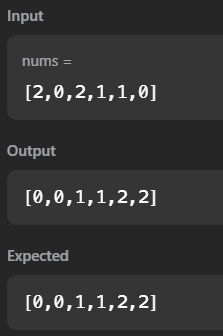 Input
nums =
[2,0,2,1,1,0]
Output
[0,0,1,1,2,2]
Expected
[0,0,1,1,2,2]